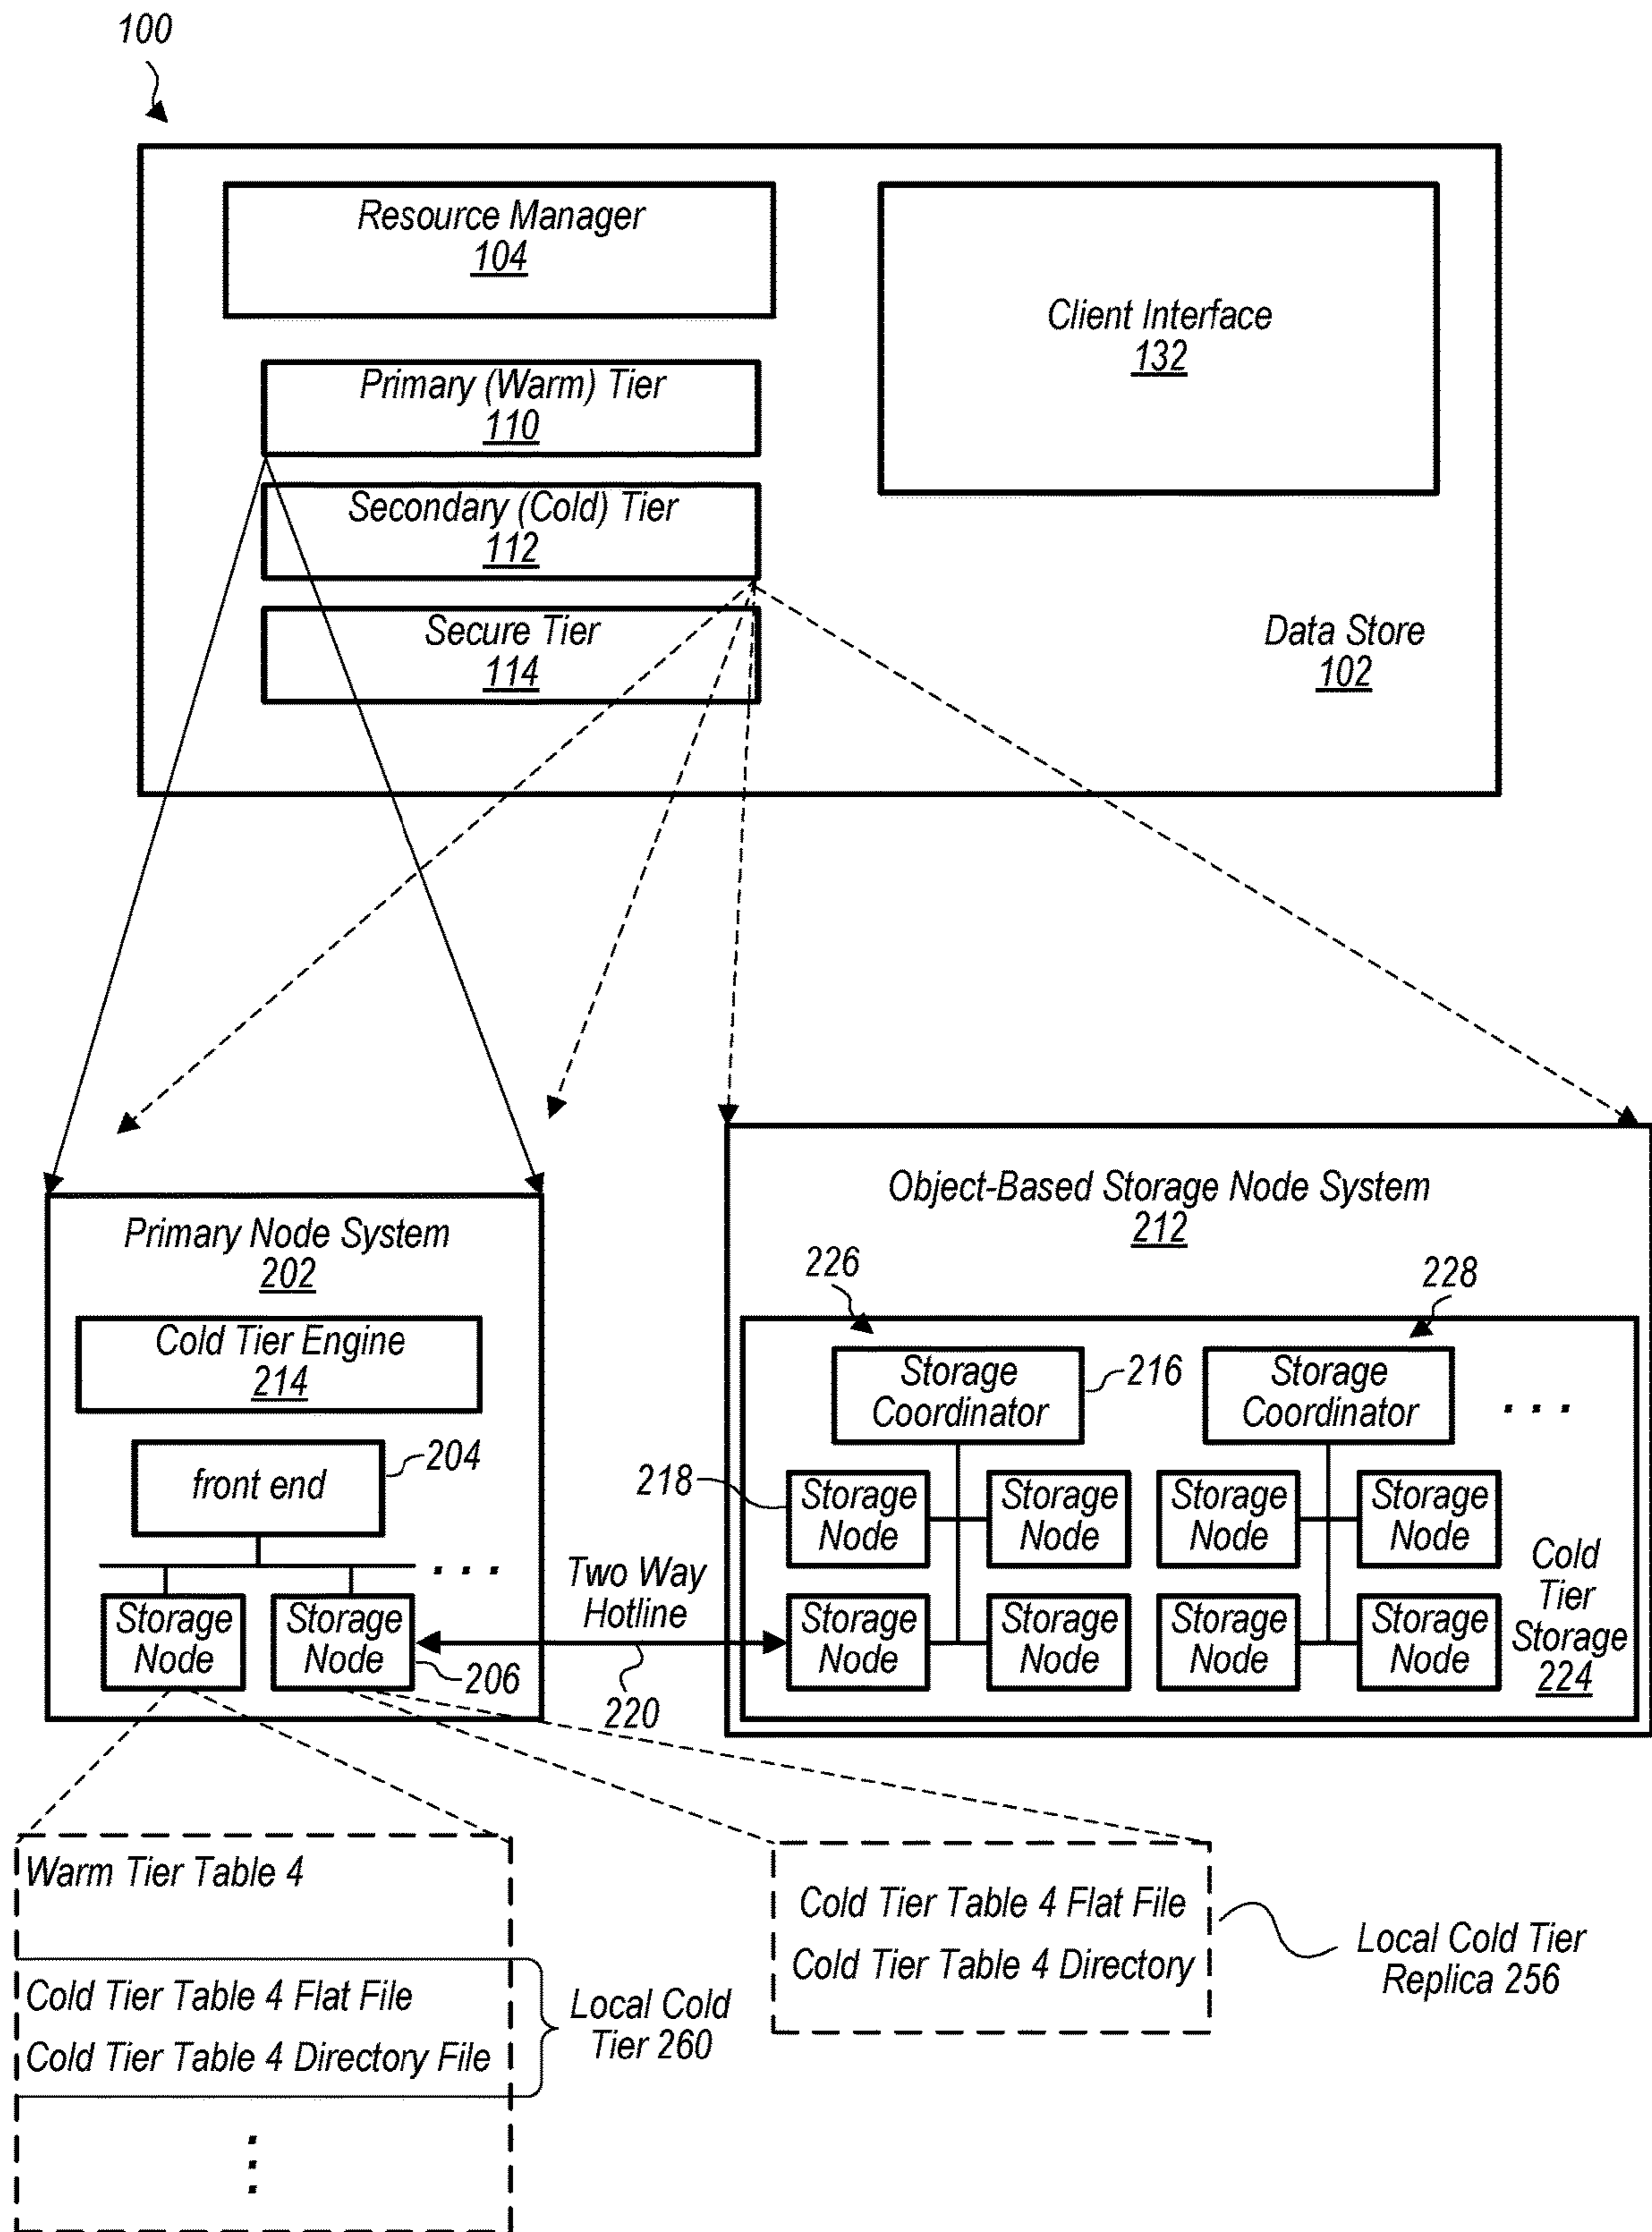 100
Resource Manager
104
Client Interface
132
Primary (Warm) Tier
110
Secondary (Cold) Tier
112
Secure Tier
114
Data Store
102
Primary Node System
202
Cold Tier Engine
214
front end
204
. . .
Storage
Node
Storage
Node
206
Two Way
Hotline
220
Object-Based Storage Node System
212
226
228
Storage
Coordinator
216
Storage
Coordinator
. . .
218
Storage
Node
Storage
Node
Storage
Node
Storage
Node
Storage
Node
Storage
Node
Storage
Node
Storage
Node
Cold
Tier
Storage
224
Warm Tier Table 4
Cold Tier Table 4 Flat File
Cold Tier Table 4 Directory File
Local Cold
Tier 260
Cold Tier Table 4 Flat File
Cold Tier Table 4 Directory
Local Cold Tier
Replica 256